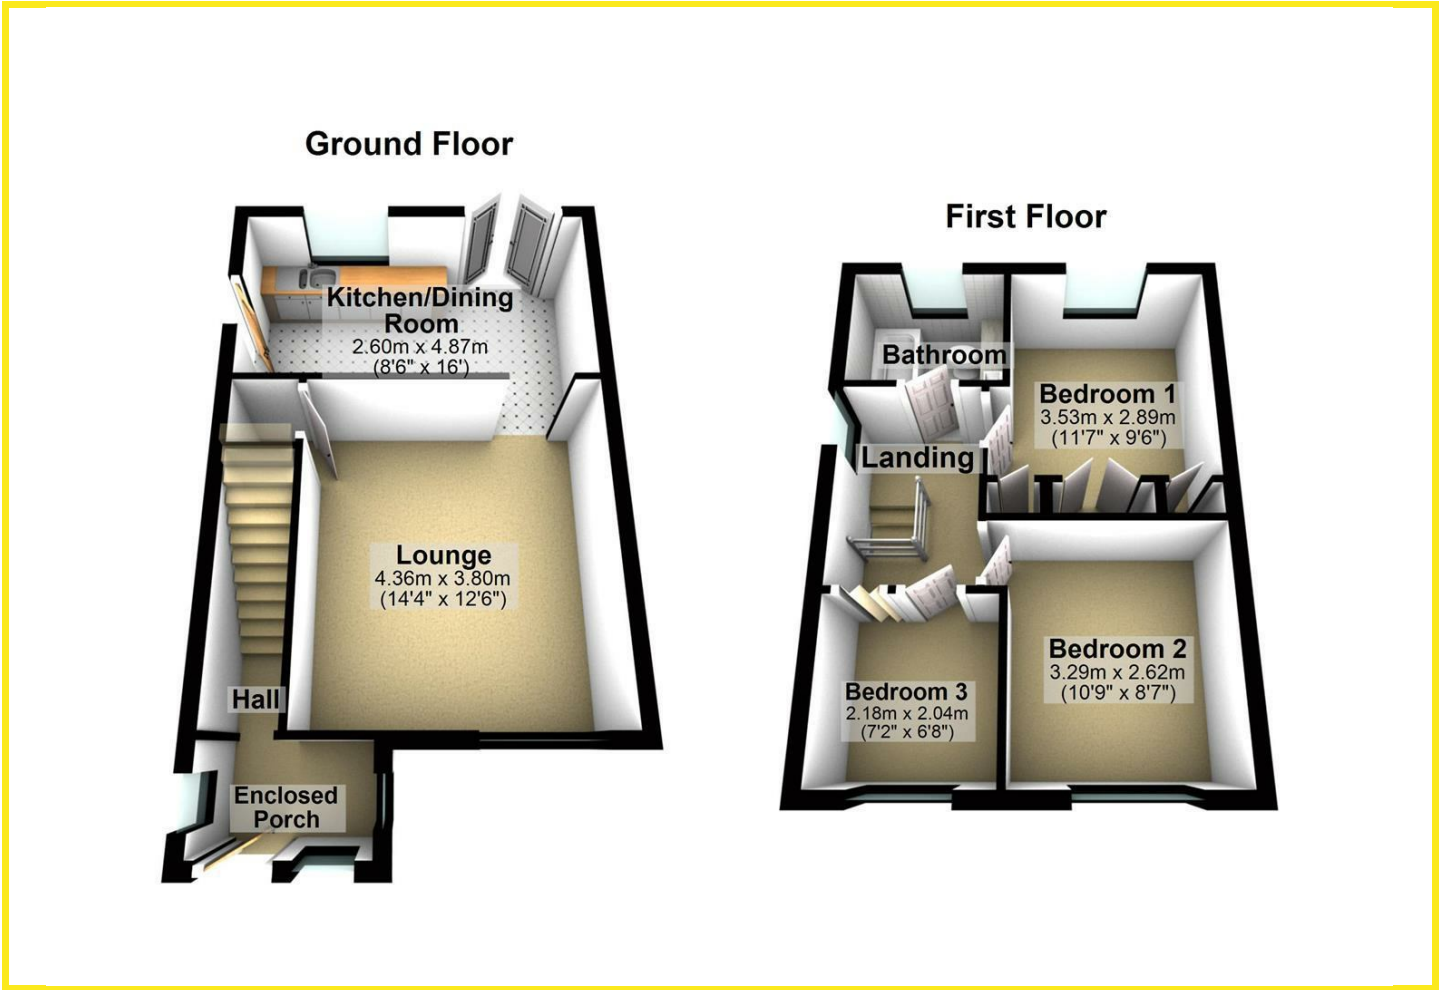 Ground Floor
Kitchen/Dining
Room
2.60m x 4.87m
(8'6" x 16')
Lounge
4.36m x 3.80m
(14'4" x 12'6")
Hall
Enclosed
Porch
First Floor
Bathroom
Bedroom 1
3.53m x 2.89m
(11'7" x 9'6")
Landing
Bedroom 2
3.29m x 2.62m
(10'9" x 8'7")
Bedroom 3
2.18m x 2.04m
(7'2" x 6'8")